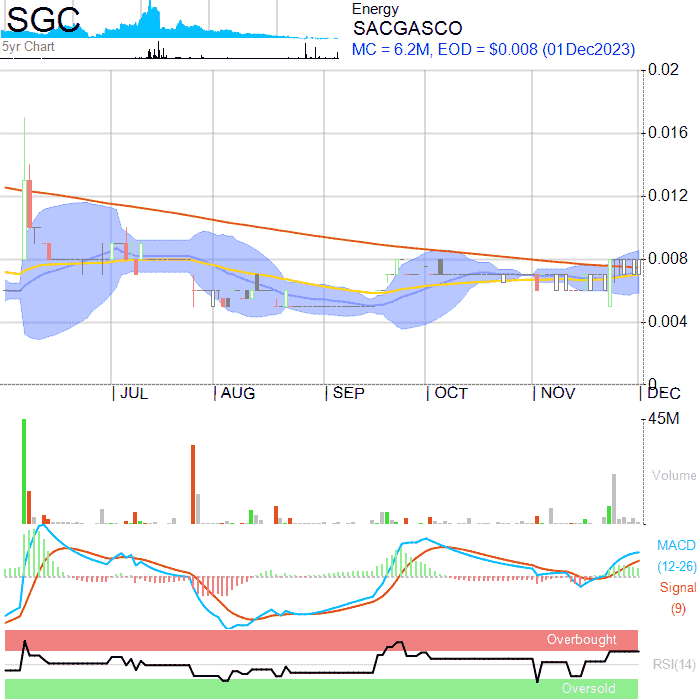 SGC
5yr Chart
Energy
SACGASCO
MC = 6.2M, EOD = $0.008 (01Dec2023)
0.02
0.016
0.012
0.008
0.004
0
JUL AUG SEP OCT NOV DEC
45M
Volume
MACD
(12-26)
Signal
(9)
Overbought
RSI(14)
Oversold